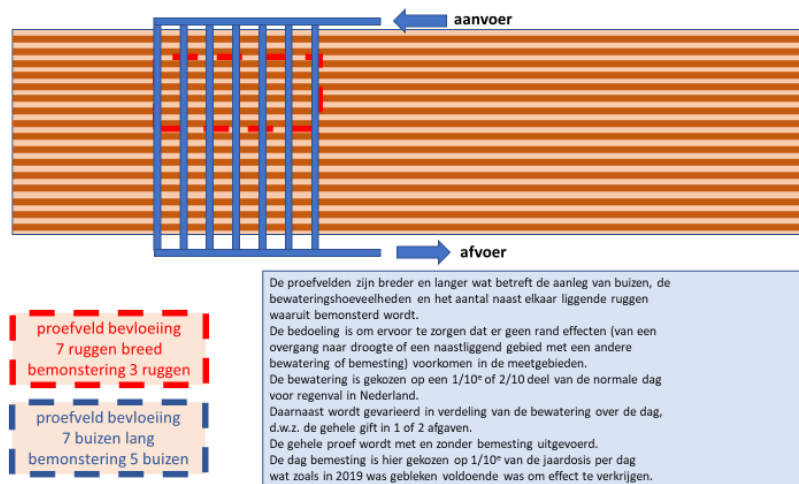 aanvoer
afvoer
proefveld bevloeiing
7 ruggen breed
bemonstering 3 ruggen
proefveld bevloeiing
7 buizen lang
bemonstering 5 buizen
De proefvelden zijn breder en langer wat betreft de aanleg van buizen, de
bewateringshoeveelheden en het aantal naast elkaar liggende ruggen
waaruit bemonsterd wordt.
De bedoeling is om ervoor te zorgen dat er geen rand effecten (van een
overgang naar droogte of een naastliggend gebied met een andere
bewatering of bemesting) voorkomen in de meetgebieden.
De bewatering is gekozen op een 1/10ᵉ of 2/10 deel van de normale dag
voor regenval in Nederland.
Daarnaast wordt gevarieerd in verdeling van de bewatering over de dag,
d.w.z. de gehele gift in 1 of 2 afgaven.
De gehele proef wordt met en zonder bemesting uitgevoerd.
De dag bemesting is hier gekozen op 1/10ᵉ van de jaardosis per dag
wat zoals in 2019 was gebleken voldoende was om effect te verkrijgen.